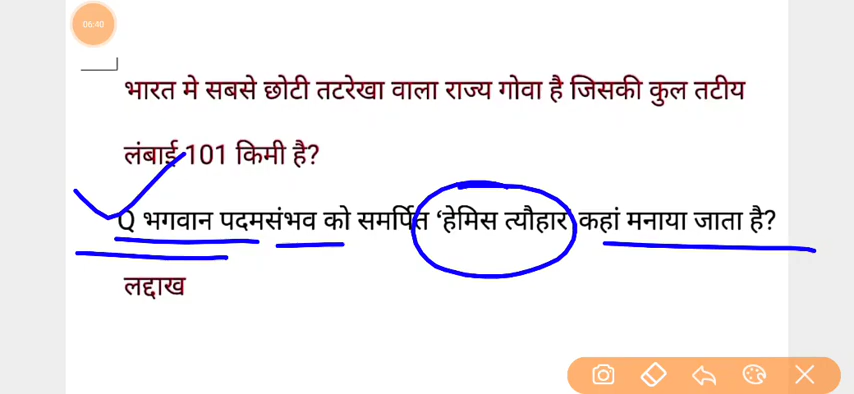 06:40
भारत मे सबसे छोटी तटरेखा वाला राज्य गोवा है जिसकी कुल तटीय
लंबाई 101 किमी है?
Q भगवान पदमसंभव को समर्पित ‘हेमिस त्यौहार’ कहां मनाया जाता है?
लद्दाख